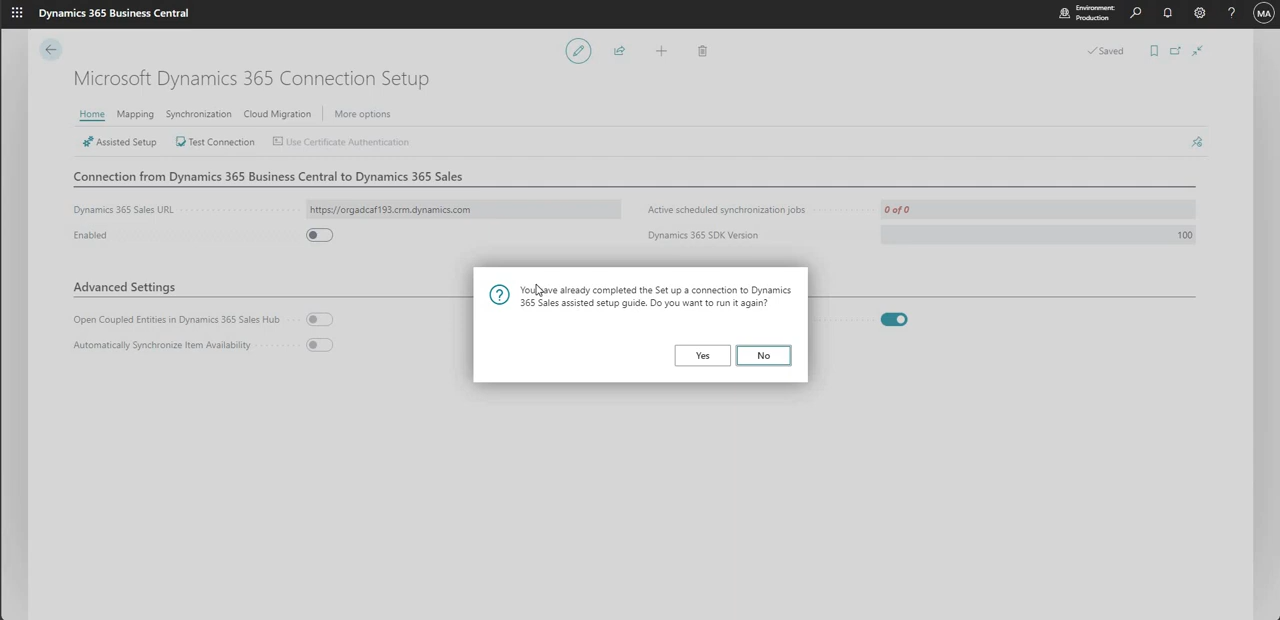 Dynamics 365 Business Central
Environment:
Production
?
MA
Saved
Microsoft Dynamics 365 Connection Setup
Home Mapping Synchronization Cloud Migration More options
Assisted Setup Test Connection Use Certificate Authentication
Connection from Dynamics 365 Business Central to Dynamics 365 Sales
Dynamics 365 Sales URL https://orgadcaf193.crm.dynamics.com Active scheduled synchronization jobs 0 of 0
Enabled Dynamics 365 SDK Version 100
Advanced Settings
Open Coupled Entities in Dynamics 365 Sales Hub
Automatically Synchronize Item Availability
?
You have already completed the Set up a connection to Dynamics
365 Sales assisted setup guide. Do you want to run it again?
Yes No